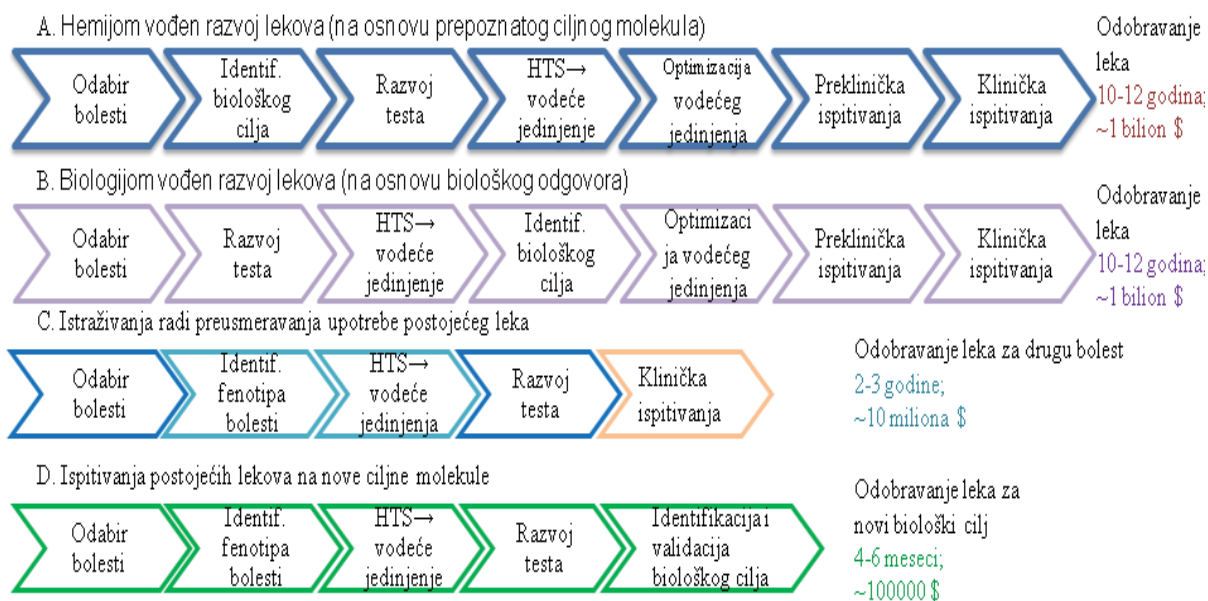 A. Hemijom vođen razvoj lekova (na osnovu prepoznatog ciljnog molekula)
Odabir
bolesti
Identif.
biološkog
cilja
Razvoj
testa
HTS→
vodeće
jedinjenje
Optimizacija
vodećeg
jedinjenja
Preklinička
ispitivanja
Klinička
ispitivanja
Odobravanje
leka
10-12 godina;
~1 bilion $
B. Biologijom vođen razvoj lekova (na osnovu biološkog odgovora)
Odabir
bolesti
Razvoj
testa
HTS→
vodeće
jedinjenje
Identif.
biološkog
cilja
Optimizaci
ja vodećeg
jedinjenja
Preklinička
ispitivanja
Klinička
ispitivanja
Odobravanje
leka
10-12 godina;
~1 bilion $
C. Istraživanja radi preusmeravanja upotrebe postojećeg leka
Odabir
bolesti
Identif.
fenotipa
bolesti
HTS→
vodeće
jedinjenja
Razvoj
testa
Klinička
ispitivanja
Odobravanje leka za drugu bolest
2-3 godine;
~10 miliona $
D. Ispitivanja postojećih lekova na nove ciljne molekule
Odabir
bolesti
Identif.
fenotipa
bolesti
HTS→
vodeće
jedinjenje
Razvoj
testa
Identifikacija i
validacija
biološkog cilja
Odobravanje leka za
novi biološki cilj
4-6 meseci;
~100000 $